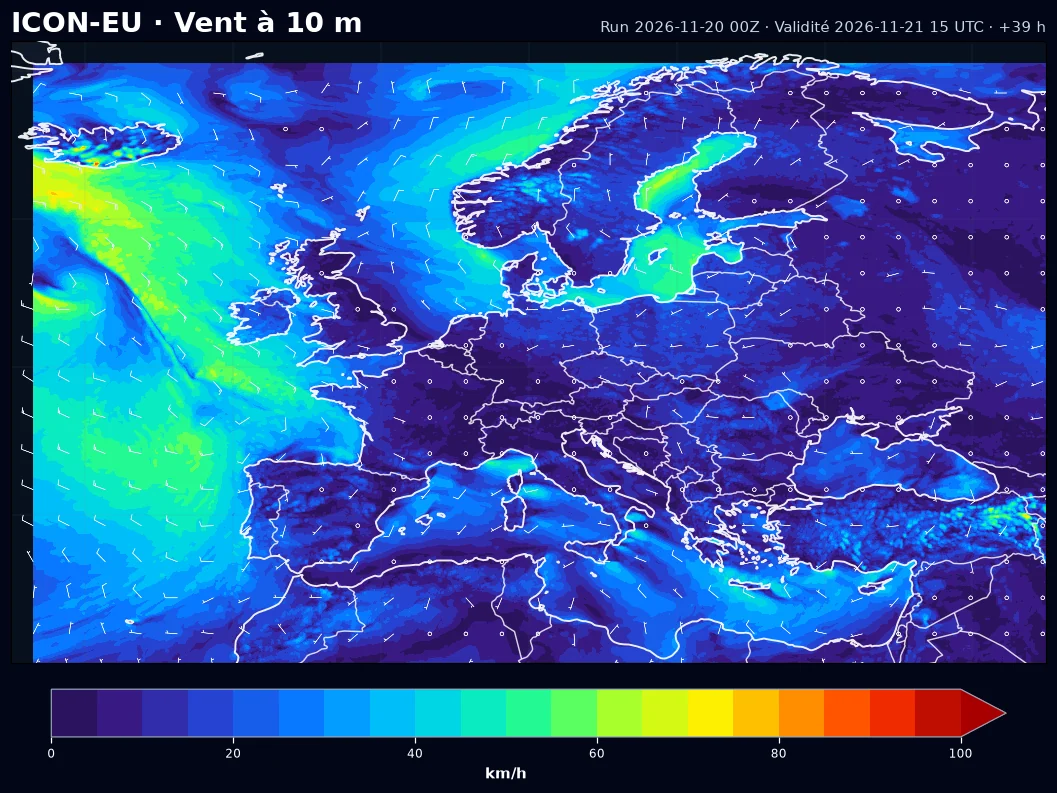 ICON-EU · Vent à 10 m
Run 2026-11-20 00Z · Validité 2026-11-21 15 UTC · +39 h
0 20 40 60 80 100
km/h